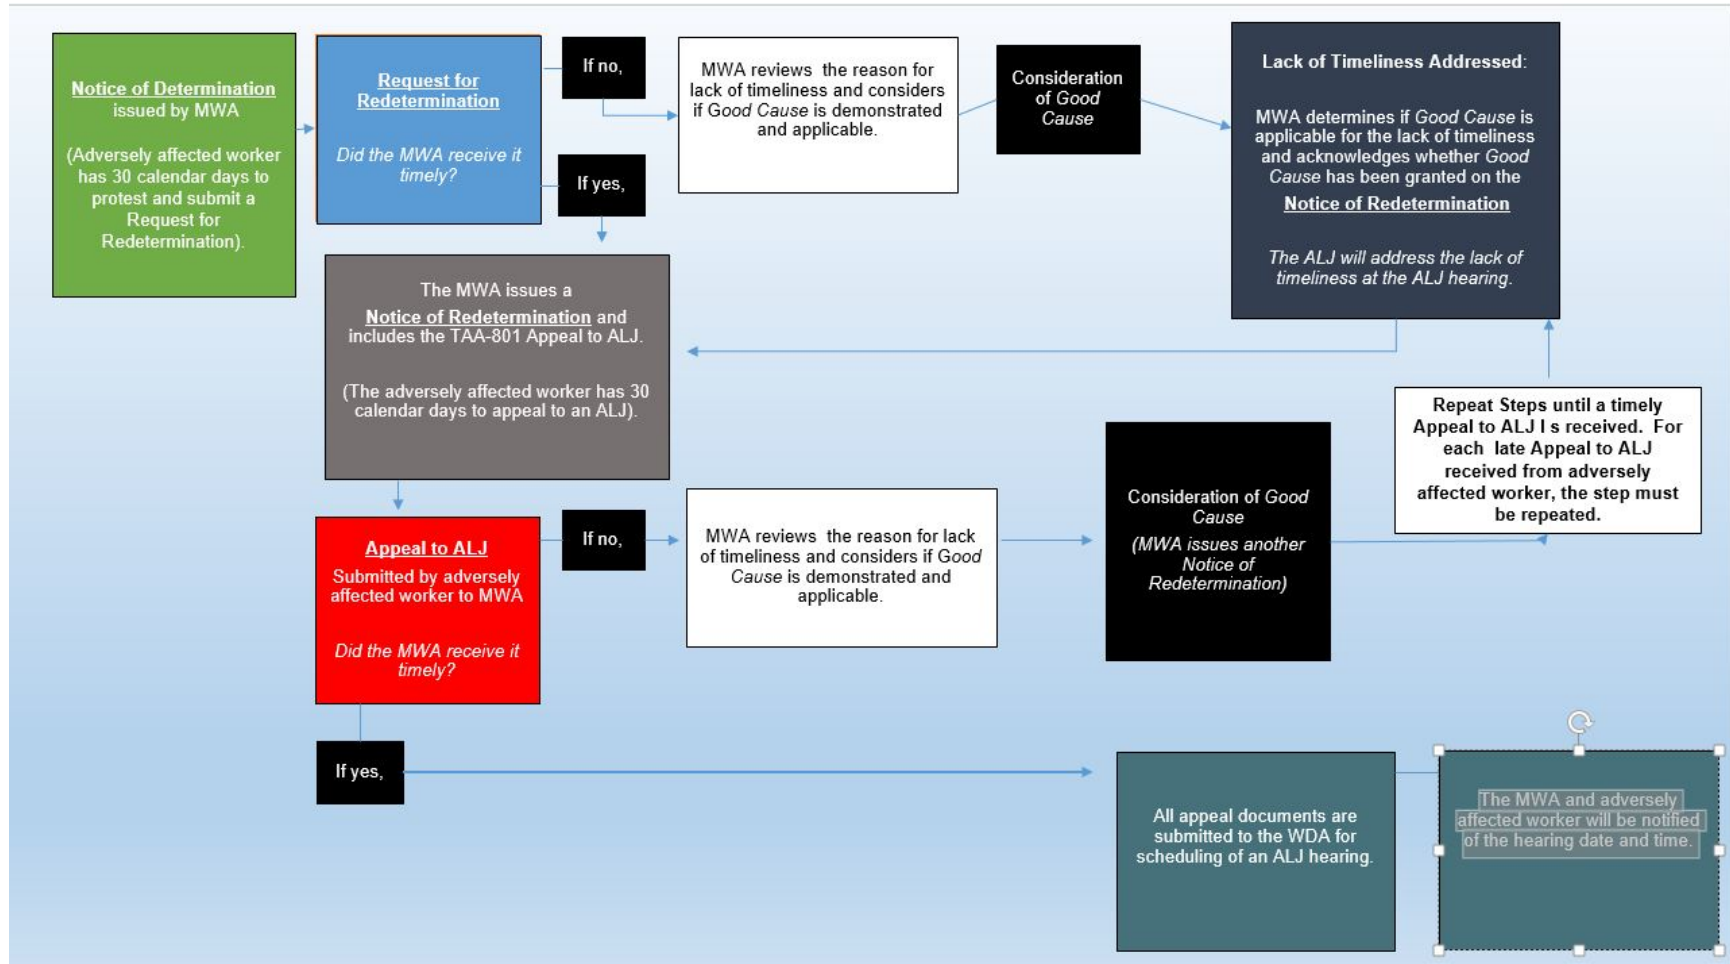 Notice of Determination
issued by MWA
(Adversely affected worker
has 30 calendar days to
protest and submit a
Request for
Redetermination).
Request for
Redetermination
Did the MWA receive it
timely?
If no,
If yes,
MWA reviews the reason for
lack of timeliness and considers
if Good Cause is demonstrated
and applicable.
Consideration
of Good
Cause
Lack of Timeliness Addressed:
MWA determines if Good Cause is
applicable for the lack of timeliness
and acknowledges whether Good
Cause has been granted on the
Notice of Redetermination
The ALJ will address the lack of
timeliness at the ALJ hearing.
The MWA issues a
Notice of Redetermination and
includes the TAA-801 Appeal to ALJ.
(The adversely affected worker has 30
calendar days to appeal to an ALJ).
Appeal to ALJ
Submitted by adversely
affected worker to MWA
Did the MWA receive it
timely?
If no,
MWA reviews the reason for lack
of timeliness and considers if Good
Cause is demonstrated and
applicable.
Consideration of Good
Cause
(MWA issues another
Notice of
Redetermination)
Repeat Steps until a timely
Appeal to ALJ I s received. For
each late Appeal to ALJ
received from adversely
affected worker, the step must
be repeated.
If yes,
All appeal documents are
submitted to the WDA for
scheduling of an ALJ hearing.
The MWA and adversely
affected worker will be notified
of the hearing date and time.